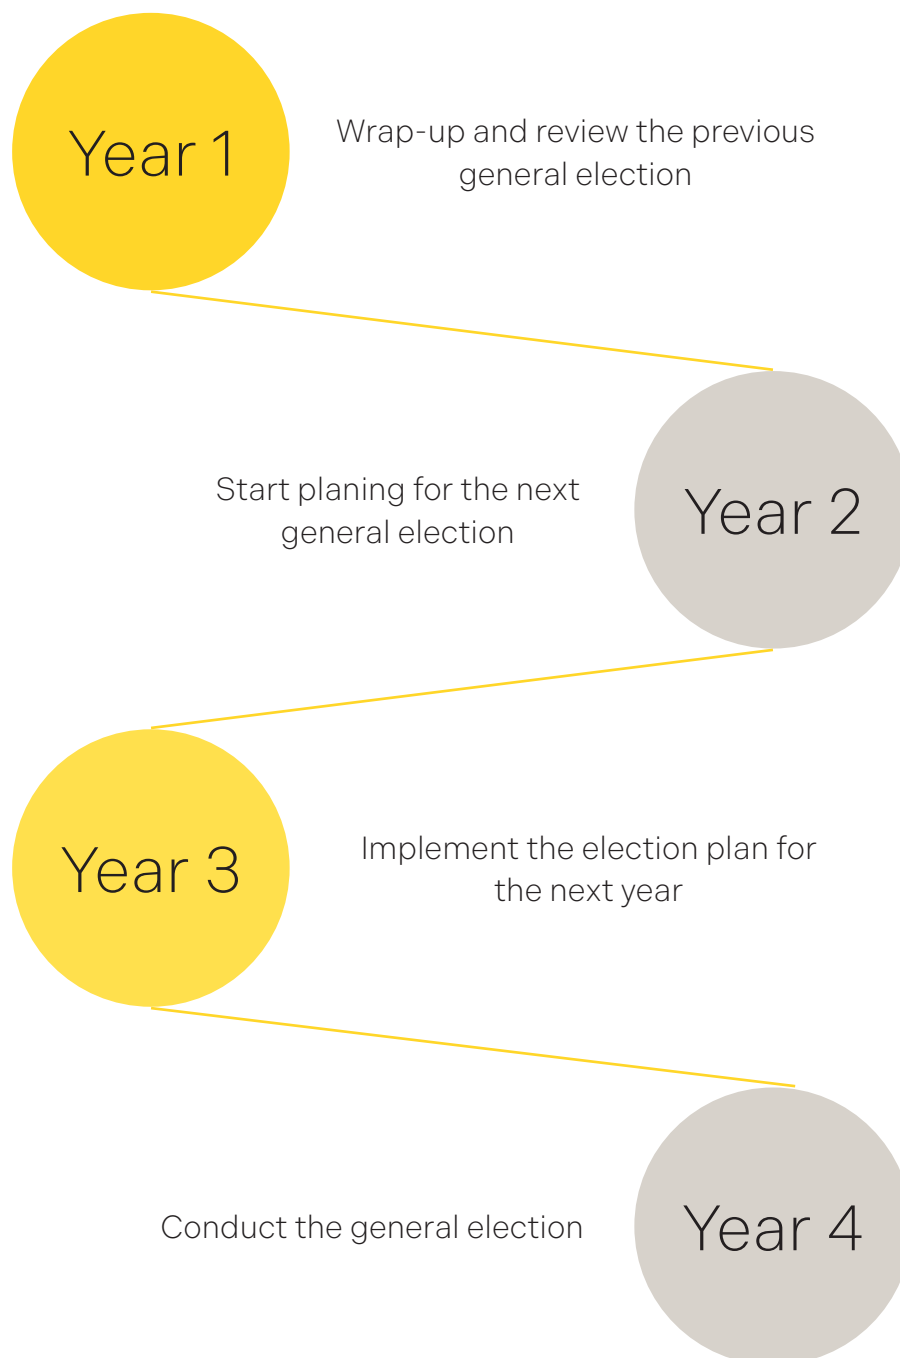 Year 1
Wrap-up and review the previous
general election
Start planing for the next
general election
Year 2
Year 3
Implement the election plan for
the next year
Conduct the general election
Year 4